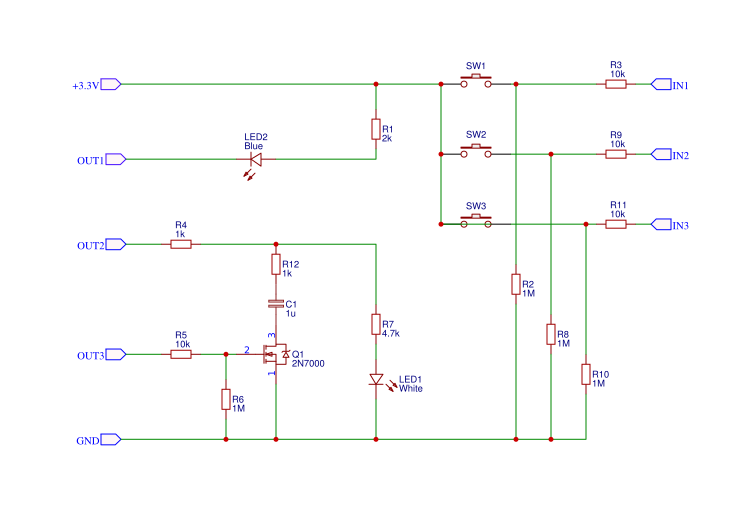 SW1
R3
10k
+3.3V
IN1
R1
2k
LED2
Blue
SW2
R9
10k
OUT1
IN2
SW3
R11
10k
R4
1k
OUT2
IN3
R12
1k
R2
1M
C1
1u
R7
4.7k
R8
1M
R5
10k
3
OUT3
2
Q1
2N7000
1
R10
1M
LED1
White
R6
1M
GND